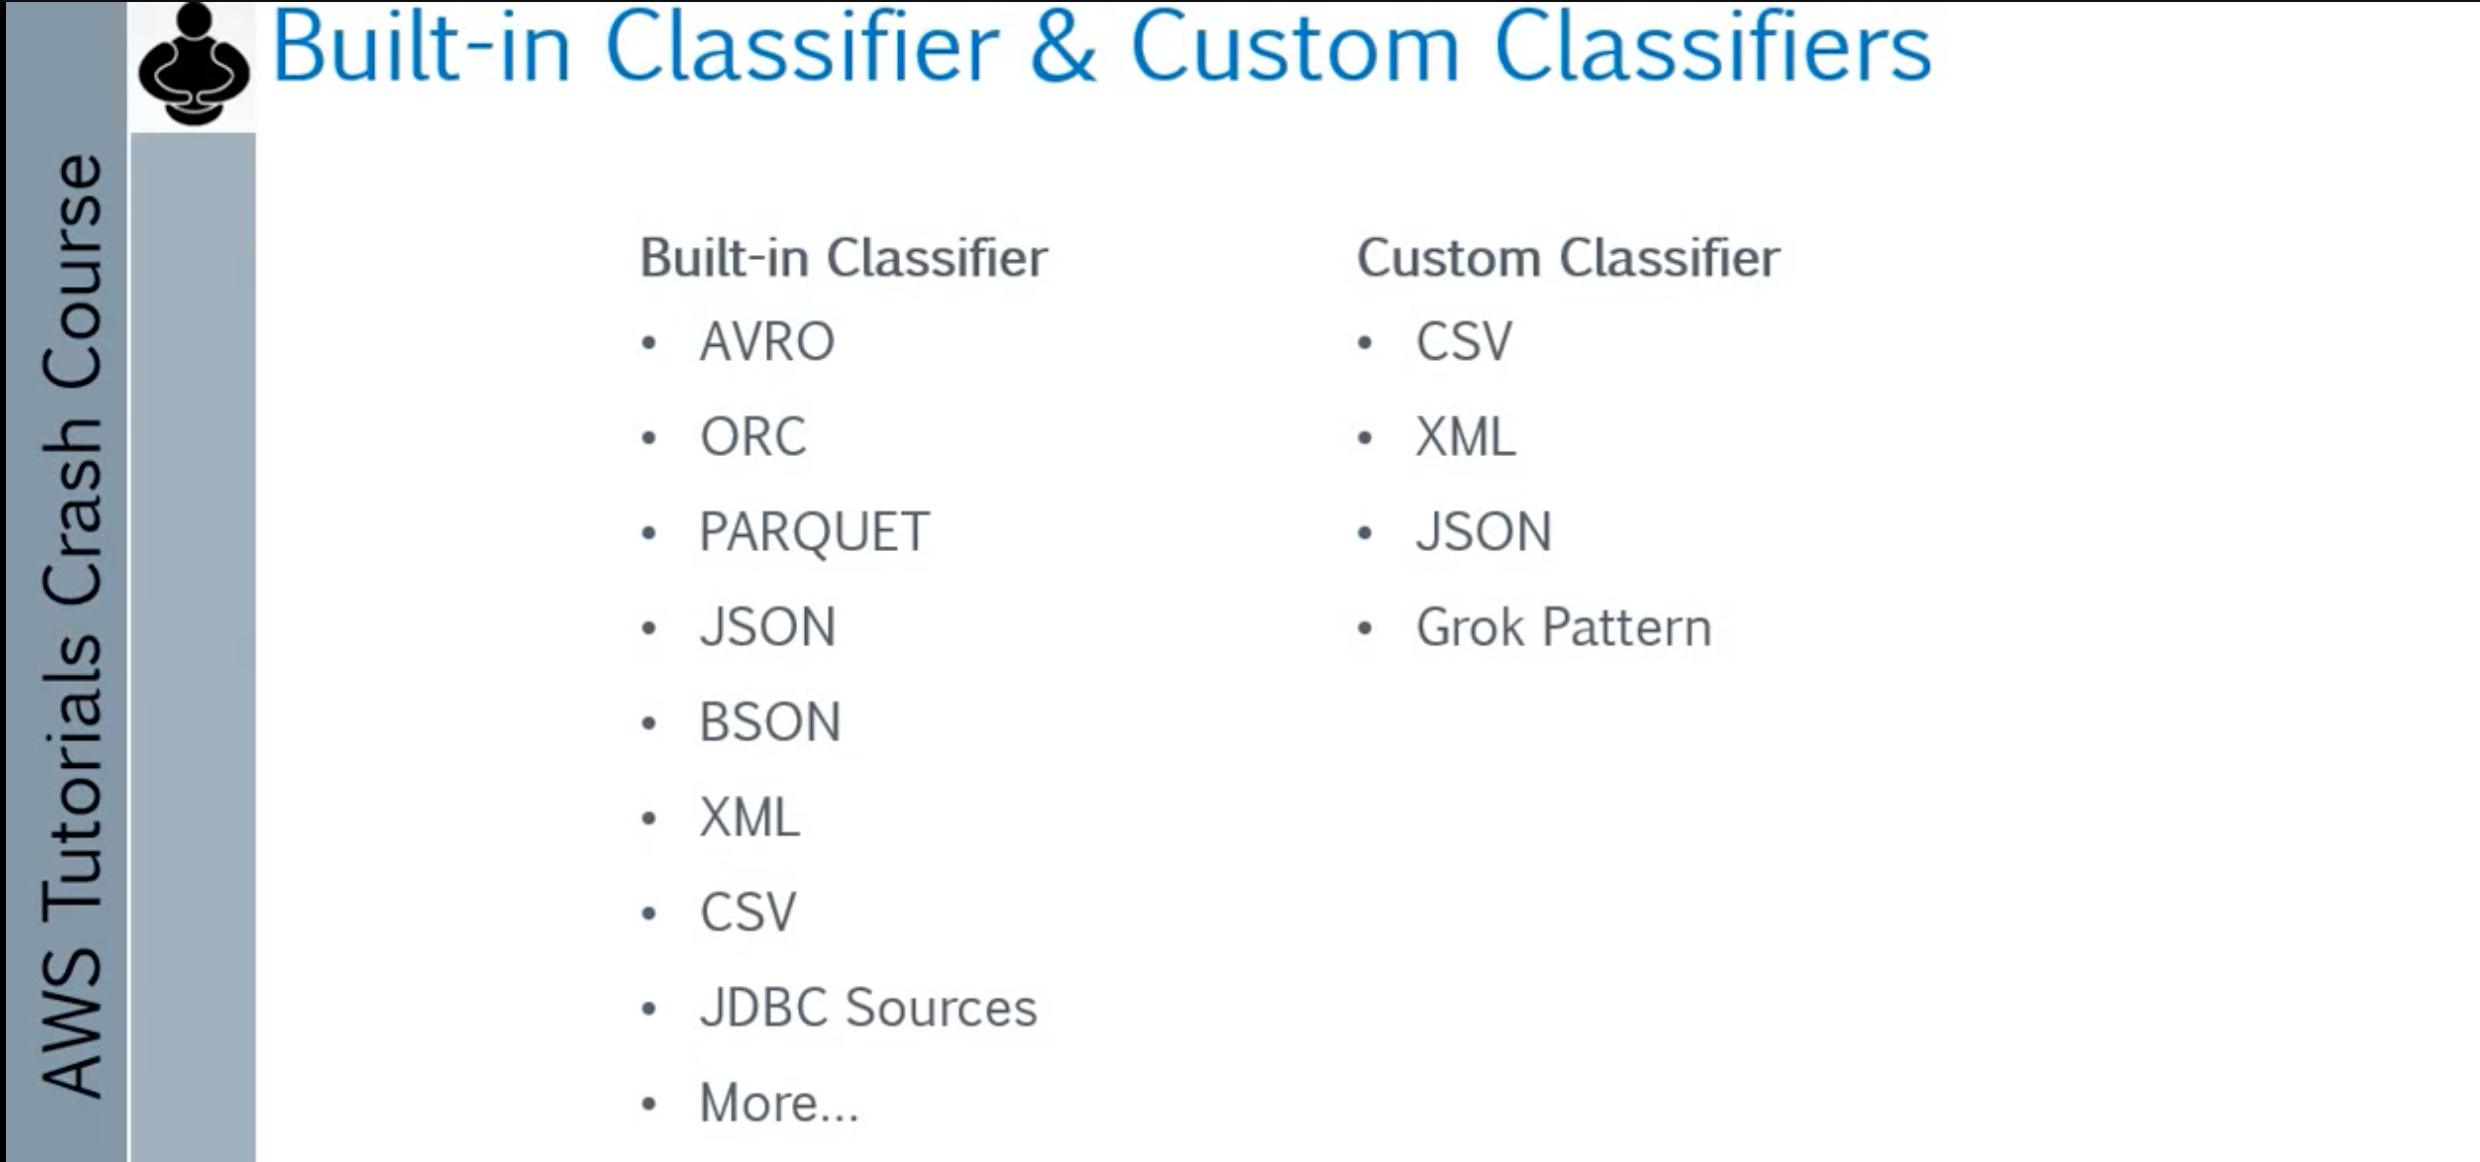 Built-in Classifier & Custom Classifiers
AWS Tutorials Crash Course
Built-in Classifier
• AVRO
• ORC
• PARQUET
• JSON
• BSON
• XML
• CSV
• JDBC Sources
• More...
Custom Classifier
• CSV
• XML
• JSON
• Grok Pattern